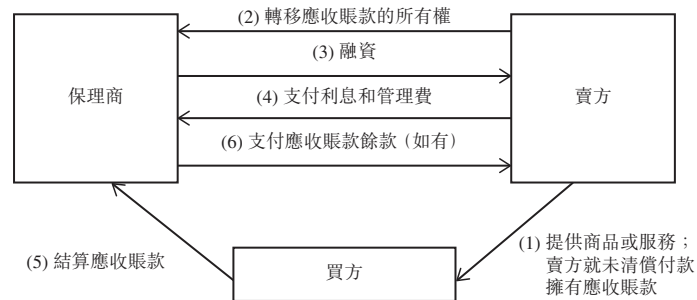 (2) 轉移應收賬款的所有權
(3) 融資
保理商
(4) 支付利息和管理費
賣方
(6) 支付應收賬款餘款（如有）
(5) 結算應收賬款
買方
(1) 提供商品或服務；
賣方就未清償付款
擁有應收賬款